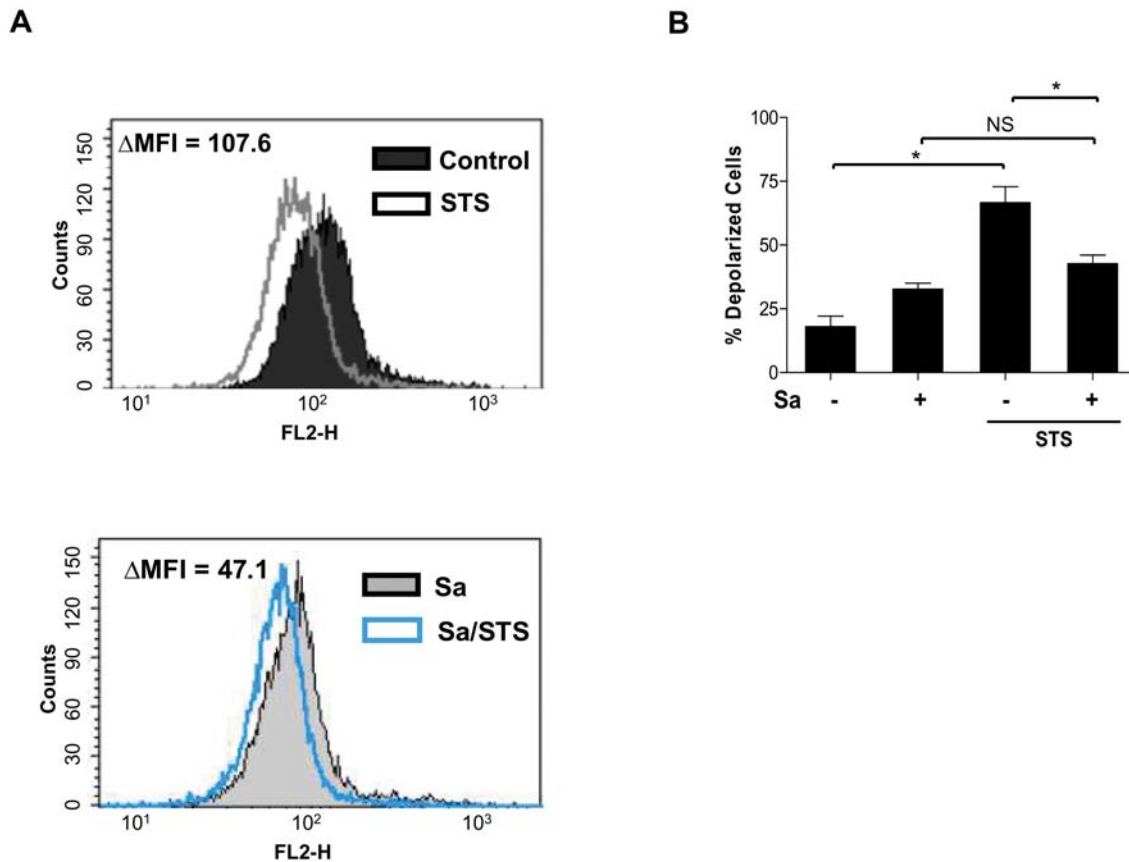 A
ΔMFI = 107.6
Control
STS
Counts
150
120
90
60
30
0
10¹ 10² 10³
FL2-H
ΔMFI = 47.1
Sa
Sa/STS
Counts
150
120
90
60
30
0
10¹ 10² 10³
FL2-H
B
*
NS
*
% Depolarized Cells
100
75
50
25
0
Sa - + - +
STS